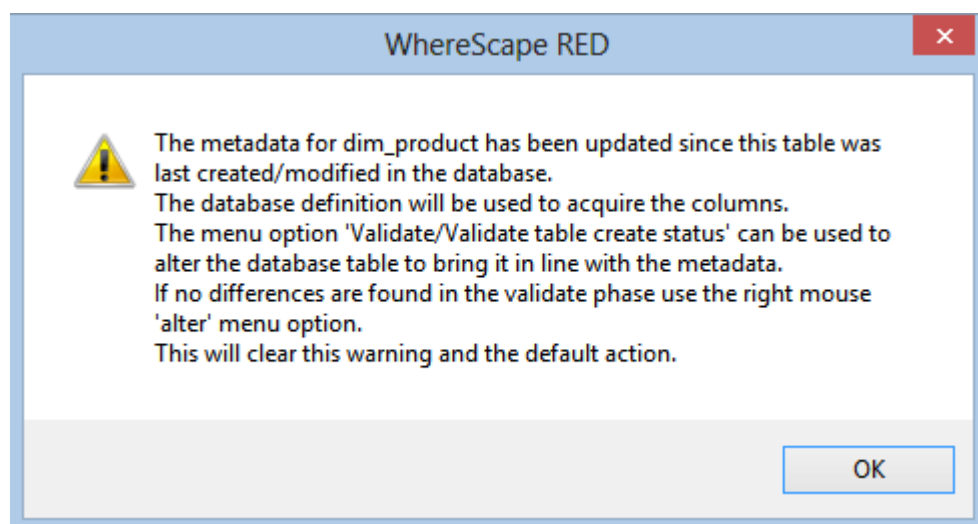 WhereScape RED
The metadata for dim_product has been updated since this table was
last created/modified in the database.
The database definition will be used to acquire the columns.
The menu option 'Validate/Validate table create status' can be used to
alter the database table to bring it in line with the metadata.
If no differences are found in the validate phase use the right mouse
'alter' menu option.
This will clear this warning and the default action.
OK